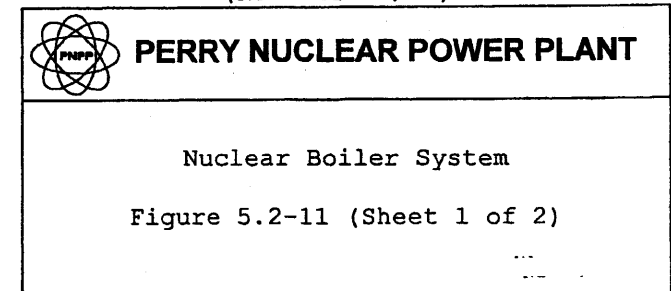 PNPP PERRY NUCLEAR POWER PLANT
Nuclear Boiler System
Figure 5.2-11 (Sheet 1 of 2)